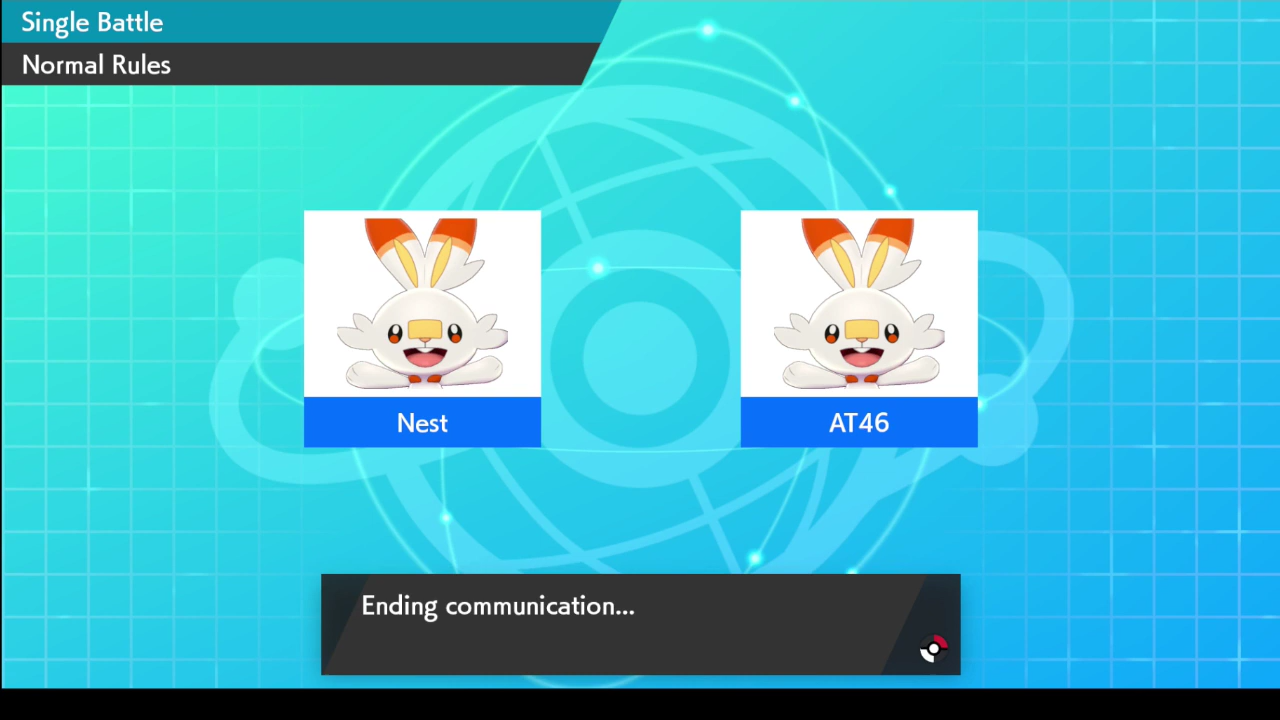 Single Battle
Normal Rules
Nest
AT46
Ending communication...